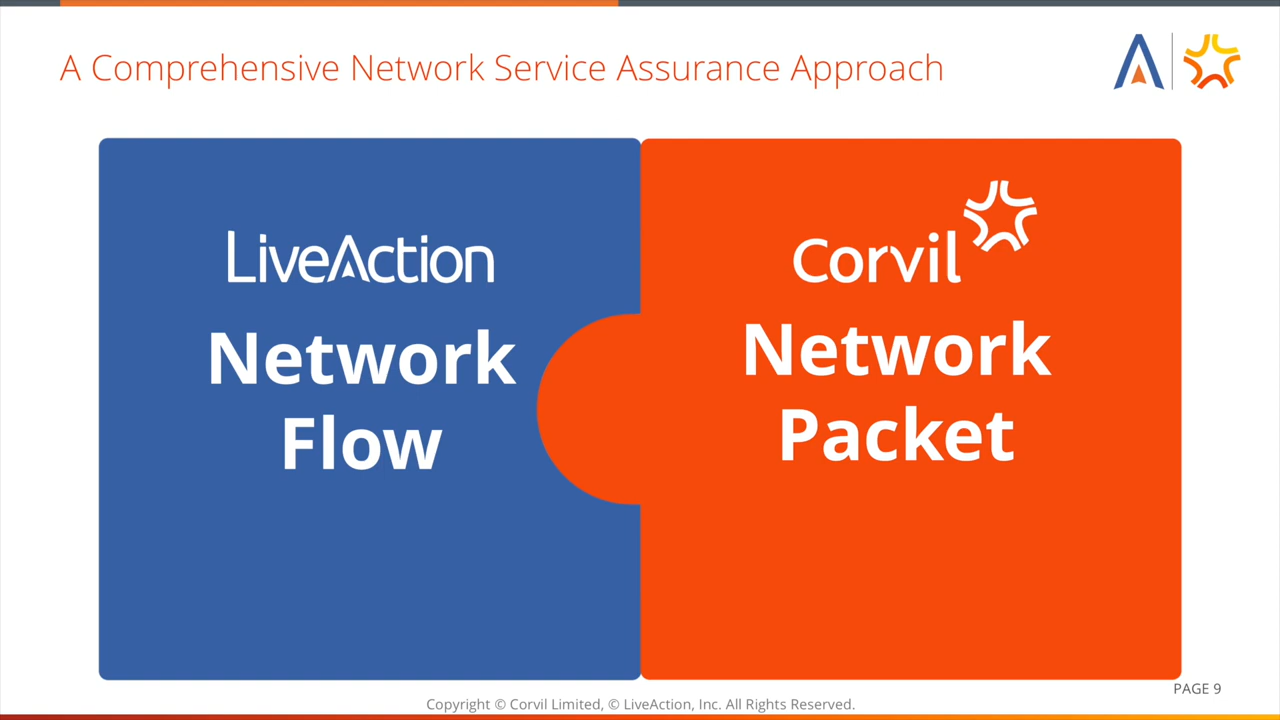 A Comprehensive Network Service Assurance Approach
LiveAction
Network
Flow
Corvil
Network
Packet
PAGE 9
Copyright © Corvil Limited, © LiveAction, Inc. All Rights Reserved.